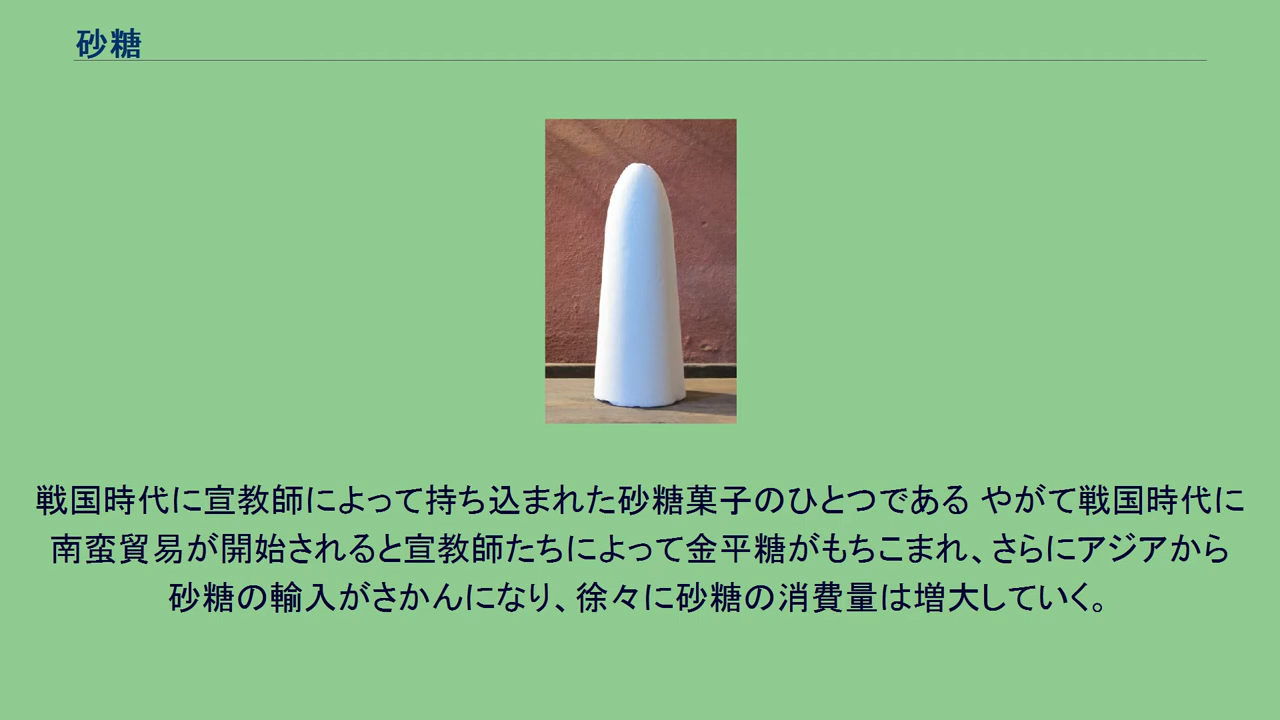 砂糖
戦国時代に宣教師によって持ち込まれた砂糖菓子のひとつである やがて戦国時代に
南蛮貿易が開始されると宣教師たちによって金平糖がもちこまれ、さらにアジアから
砂糖の輸入がさかんになり、徐々に砂糖の消費量は増大していく。